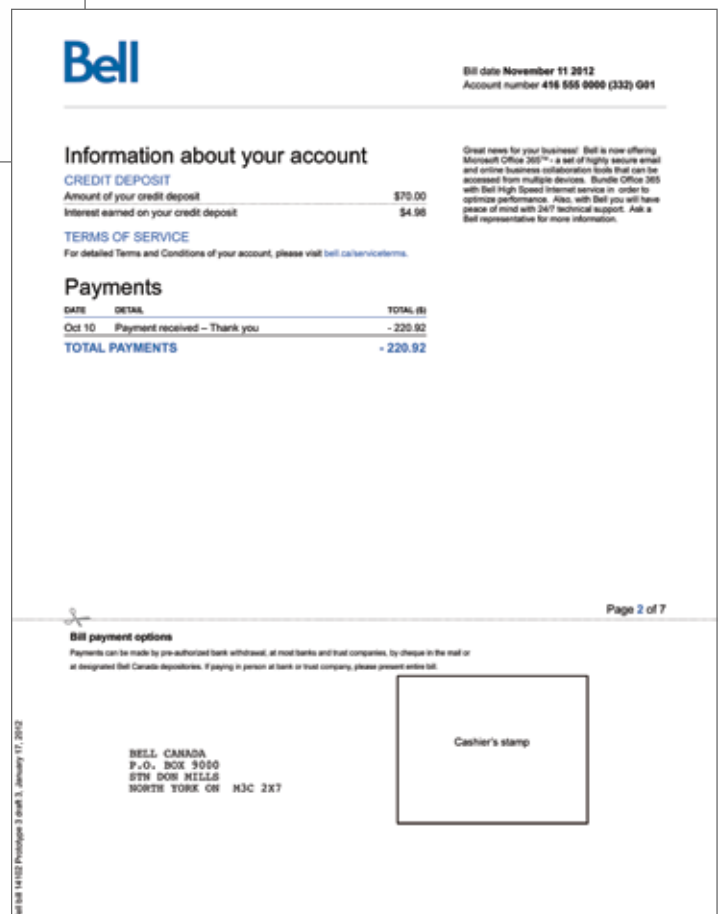 Bell
Bill date November 11 2012
Account number 416 555 0000 (332) G01
Information about your account
CREDIT DEPOSIT
Amount of your credit deposit $70.00
Interest earned on your credit deposit $4.98
TERMS OF SERVICE
For detailed Terms and Conditions of your account, please visit bell.ca/serviceterms.
Great news for your business! Bell is now offering
Microsoft Office 365™ - a set of highly secure email
and online business collaboration tools that can be
accessed from multiple devices. Bundle Office 365
with Bell High Speed Internet service in order to
optimize performance. Also, with Bell you will have
peace of mind with 24/7 technical support. Ask a
Bell representative for more information.
Payments
DATE DETAIL TOTAL ($)
Oct 10 Payment received – Thank you - 220.92
TOTAL PAYMENTS - 220.92
Page 2 of 7
Bill payment options
Payments can be made by pre-authorized bank withdrawal, at most banks and trust companies, by cheque in the mail or
at designated Bell Canada depositories. If paying in person at bank or trust company, please present entire bill.
Cashier's stamp
BELL CANADA
P.O. BOX 9000
STN DON MILLS
NORTH YORK ON M3C 2X7
bill 14102 Prototype 3 draft 3, January 17, 2012